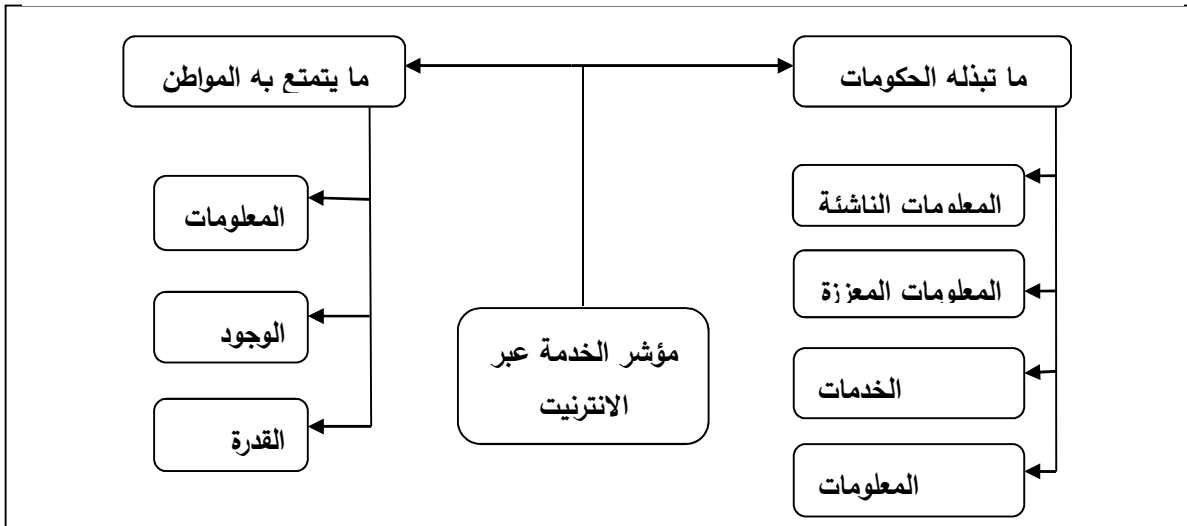 ما تبذله الحكومات
المعلومات الناشئة
المعلومات المعززة
الخدمات
المعلومات
ما يتمتع به المواطن
المعلومات
الوجود
القدرة
مؤشر الخدمة عبر
الانترنيت